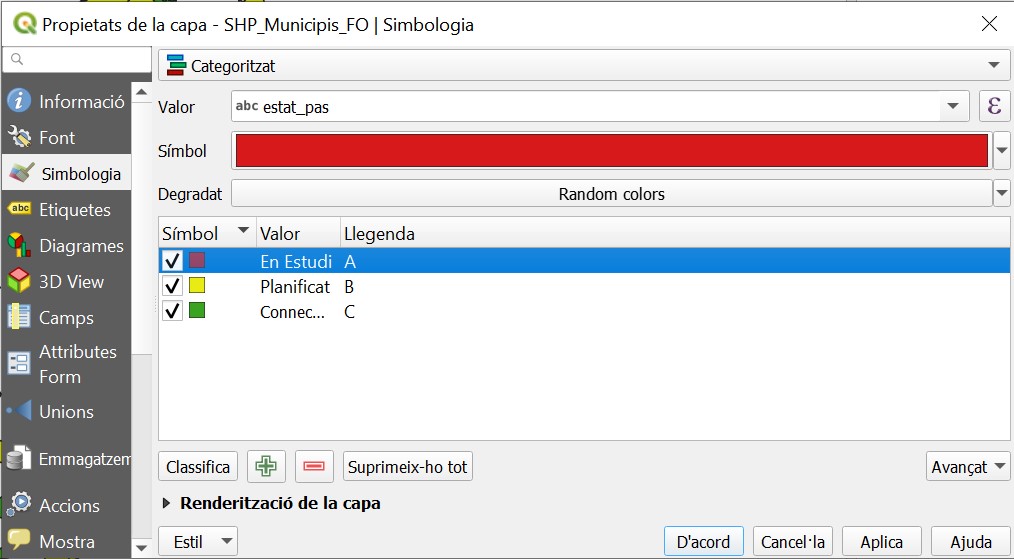 Propietats de la capa - SHP_Municipis_FO | Simbologia
Informació
Font
Simbologia
abc Etiquetes
Diagrames
3D View
Camps
Attributes
Form
Unions
Emmagatzem
Accions
Mostra
Categoritzat
Valor abc estat_pas ε
Símbol
Degradat Random colors
Símbol Valor Llegenda
En Estudi A
Planificat B
Connec... C
Classifica Suprimeix-ho tot Avançat
Renderització de la capa
Estil D'acord Cancel·la Aplica Ajuda